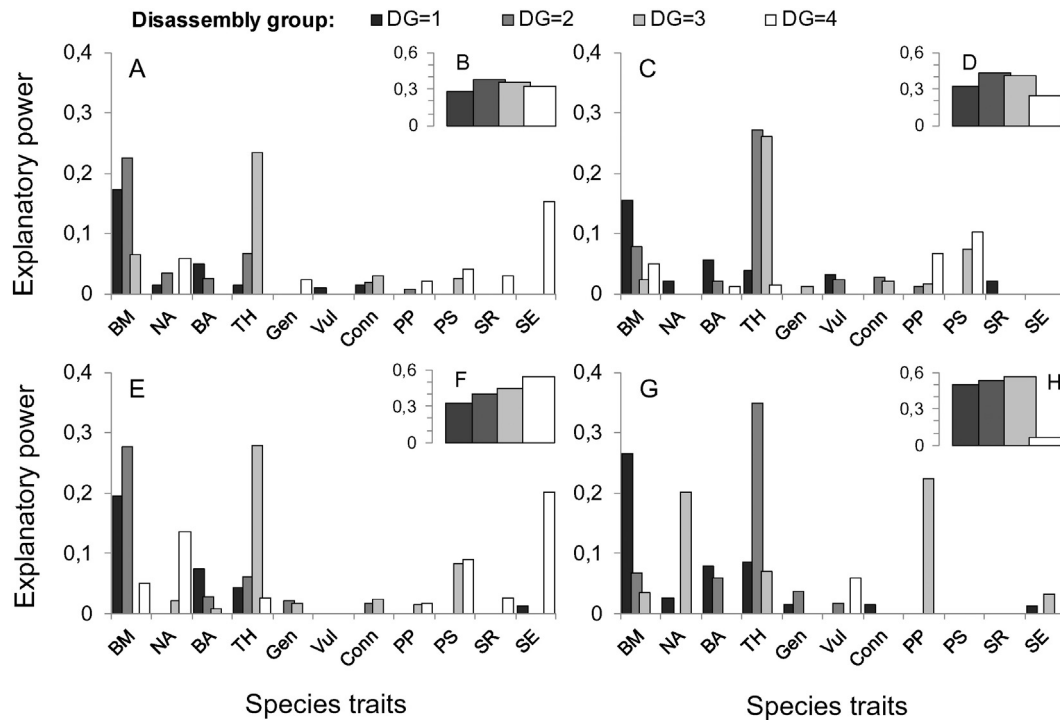 Disassembly group: DG=1 DG=2 DG=3 DG=4
Explanatory power
0,4
0,3
0,2
0,1
0
A
B
0,6
0,3
0
BM NA BA TH Gen Vul Conn PP PS SR SE
0,4
0,3
0,2
0,1
0
C
D
0,6
0,3
0
BM NA BA TH Gen Vul Conn PP PS SR SE
Explanatory power
0,4
0,3
0,2
0,1
0
E
F
0,6
0,3
0
BM NA BA TH Gen Vul Conn PP PS SR SE
Species traits
0,4
0,3
0,2
0,1
0
G
H
0,6
0,3
0
BM NA BA TH Gen Vul Conn PP PS SR SE
Species traits